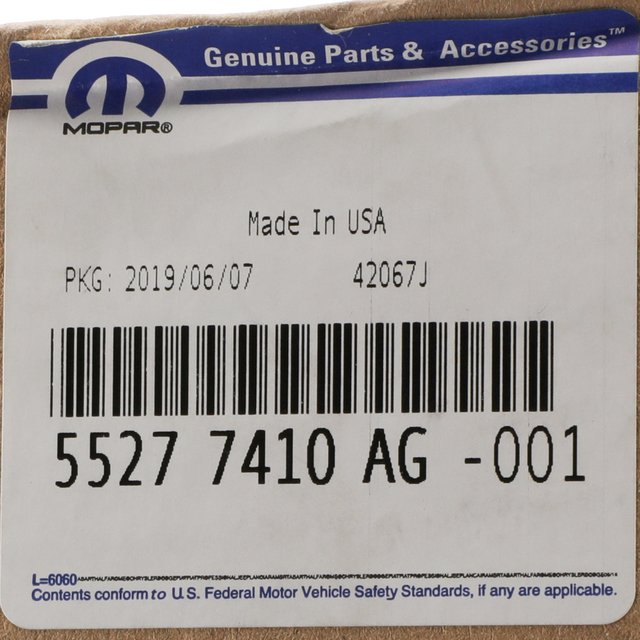 Genuine Parts & Accessories™
MOPAR®
Made In USA
PKG: 2019/06/07 42067J
5527 7410 AG -001
L=6060
Contents conform to U.S. Federal Motor Vehicle Safety Standards, if any are applicable.